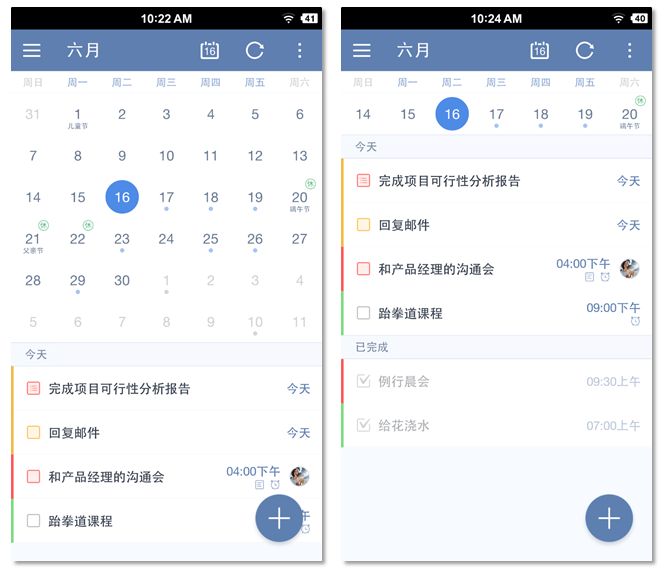 10:22 AM
41
六月
16
周日 周一 周二 周三 周四 周五 周六
31 1 2 3 4 5 6
儿童节
7 8 9 10 11 12 13
休
14 15 16 17 18 19 20
端午节
休 休
21 22 23 24 25 26 27
父亲节
28 29 30 1 2 3 4
5 6 7 8 9 10 11
今天
完成项目可行性分析报告 今天
回复邮件 今天
和产品经理的沟通会 04:00下午
跆拳道课程 午
10:24 AM
40
六月
16
周日 周一 周二 周三 周四 周五 周六
休
14 15 16 17 18 19 20
端午节
今天
完成项目可行性分析报告 今天
回复邮件 今天
和产品经理的沟通会 04:00下午
跆拳道课程 09:00下午
已完成
例行晨会 09:30上午
给花浇水 07:00上午